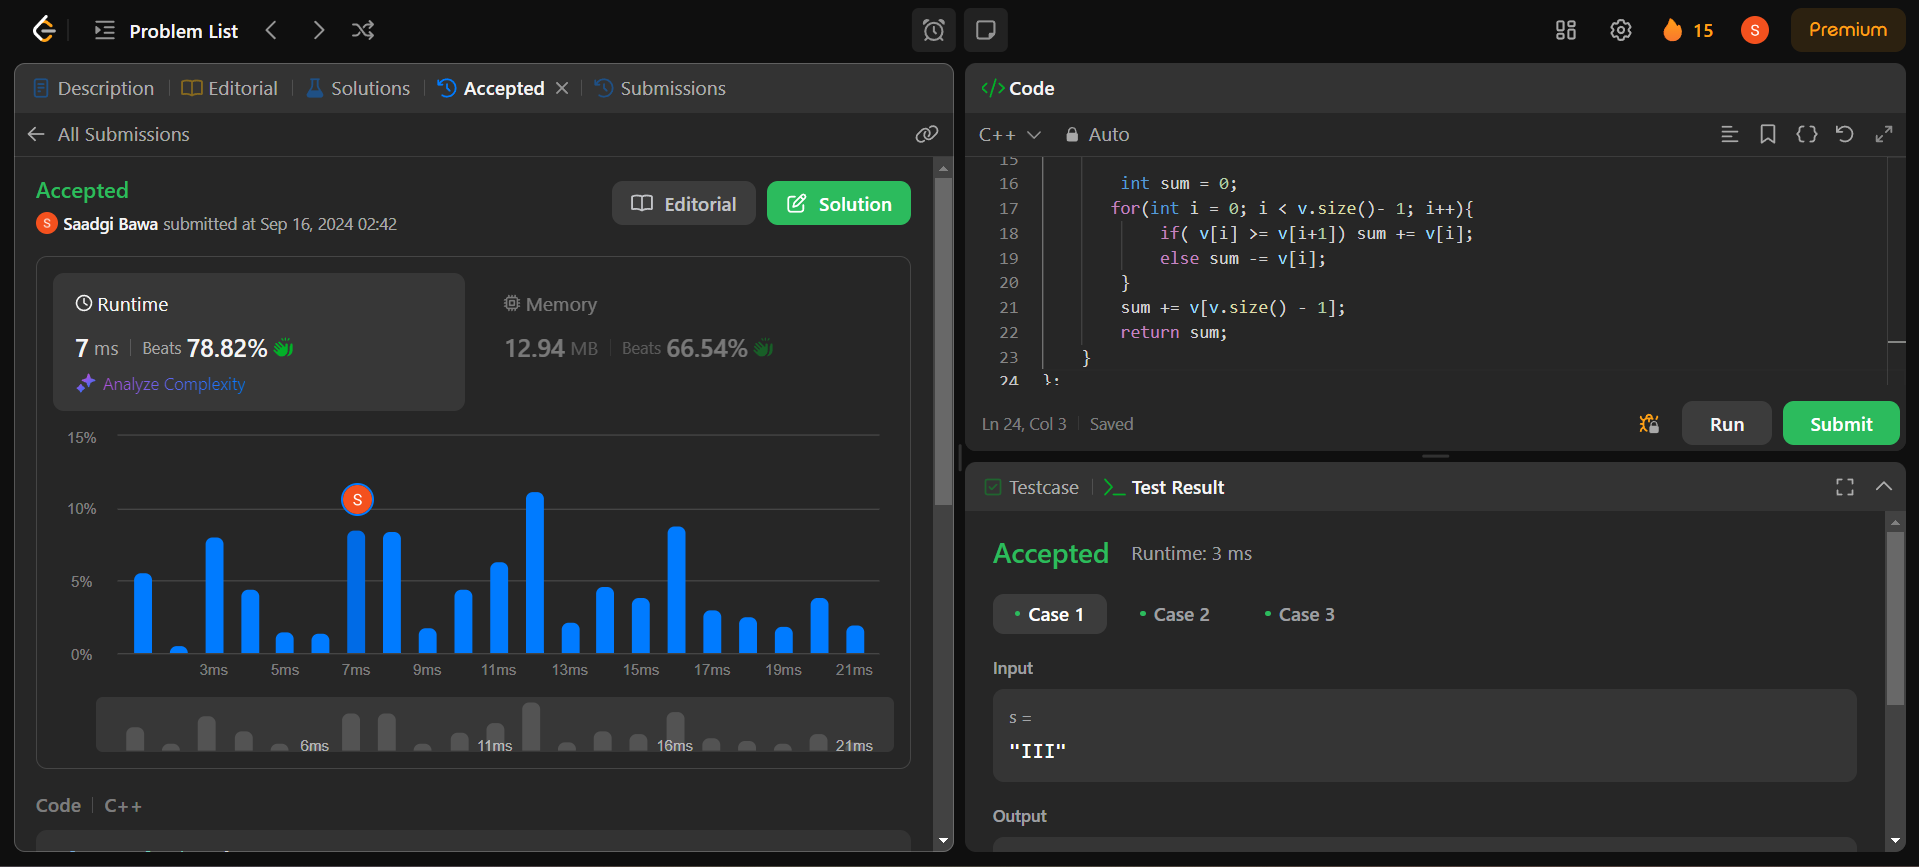 Problem List
15
S
Premium
Description
Editorial
Solutions
Accepted
Submissions
All Submissions
Accepted
S Saadgi Bawa submitted at Sep 16, 2024 02:42
Editorial
Solution
Runtime
7 ms
Beats 78.82%
Analyze Complexity
Memory
12.94 MB
Beats 66.54%
15%
10%
5%
0%
S
3ms
5ms
7ms
9ms
11ms
13ms
15ms
17ms
19ms
21ms
6ms
11ms
16ms
21ms
Code
C++
</> Code
C++
Auto
15
16 int sum = 0;
17 for(int i = 0; i < v.size()- 1; i++){
18 if( v[i] >= v[i+1]) sum += v[i];
19 else sum -= v[i];
20 }
21 sum += v[v.size() - 1];
22 return sum;
23 }
24 };
Ln 24, Col 3
Saved
Run
Submit
Testcase
Test Result
Accepted
Runtime: 3 ms
Case 1
Case 2
Case 3
Input
s =
"III"
Output